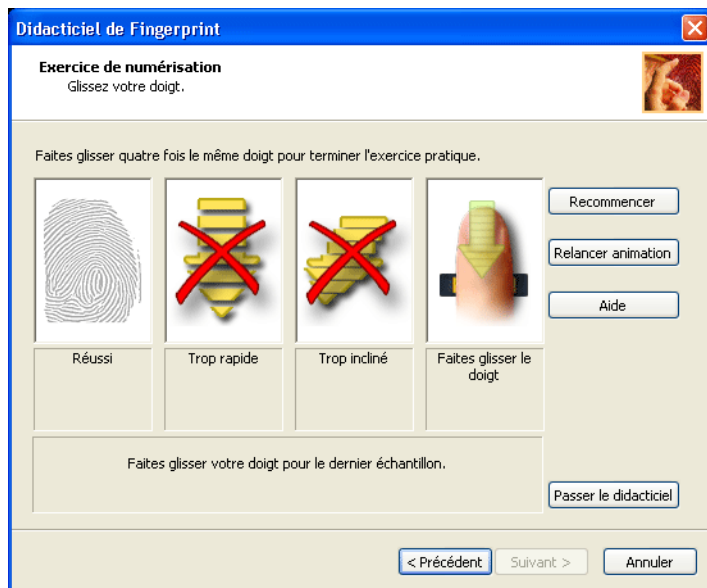 Didacticiel de Fingerprint
Exercice de numérisation
Glissez votre doigt.
Faites glisser quatre fois le même doigt pour terminer l'exercice pratique.
Recommencer
Relancer animation
Aide
Réussi
Trop rapide
Trop incliné
Faites glisser le
doigt
Faites glisser votre doigt pour le dernier échantillon.
Passer le didacticiel
< Précédent
Suivant >
Annuler